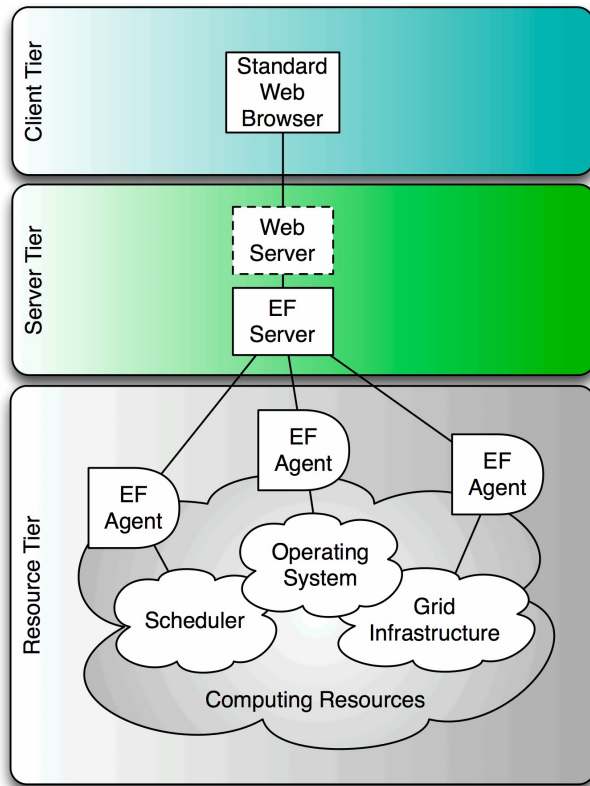 Client Tier
Standard
Web
Browser
Server Tier
Web
Server
EF
Server
Resource Tier
EF
Agent
EF
Agent
EF
Agent
Operating
System
Scheduler
Grid
Infrastructure
Computing Resources